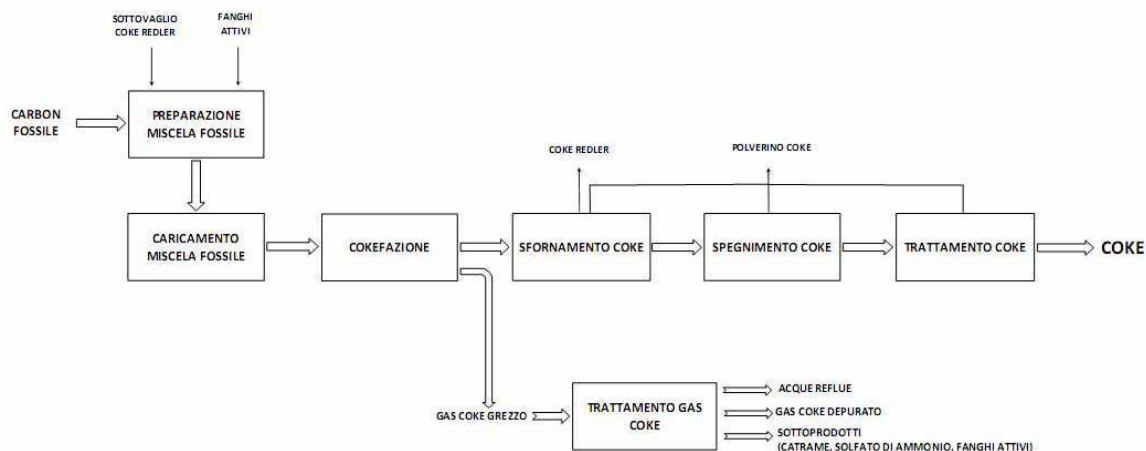 SOTTOVAGLIO
COKE REDLER
FANGHI
ATTIVI
CARBON
FOSSILE
PREPARAZIONE
MISCELA FOSSILE
COKE REDLER
POLVERINO COKE
CARICAMENTO
MISCELA FOSSILE
COKEFAZIONE
SFORNAMENTO COKE
SPEGNIMENTO COKE
TRATTAMENTO COKE
COKE
GAS COKE GREZZO
TRATTAMENTO GAS
COKE
ACQUE REFLUE
GAS COKE DEPURATO
SOTTOPRODOTTI
(CATRAME, SOLFATO DI AMMONIO, FANGHI ATTIVI)